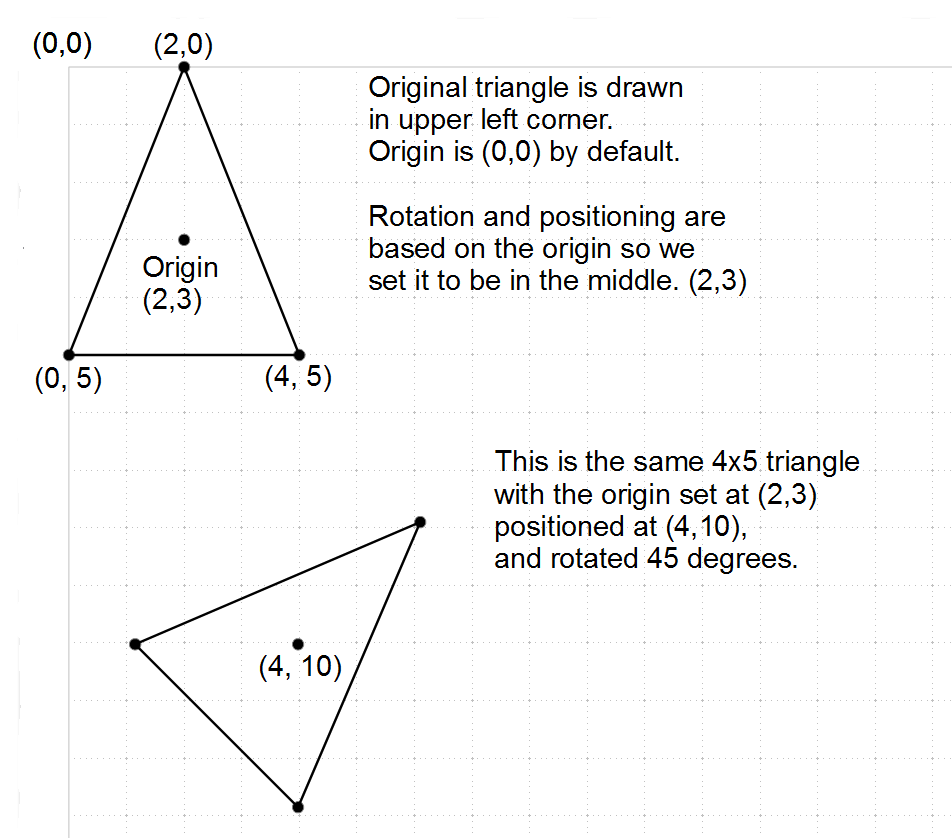 (0,0) (2,0)
Original triangle is drawn
in upper left corner.
Origin is (0,0) by default.
Rotation and positioning are
based on the origin so we
set it to be in the middle. (2,3)
Origin
(2,3)
(0, 5) (4, 5)
This is the same 4x5 triangle
with the origin set at (2,3)
positioned at (4,10),
and rotated 45 degrees.
(4, 10)